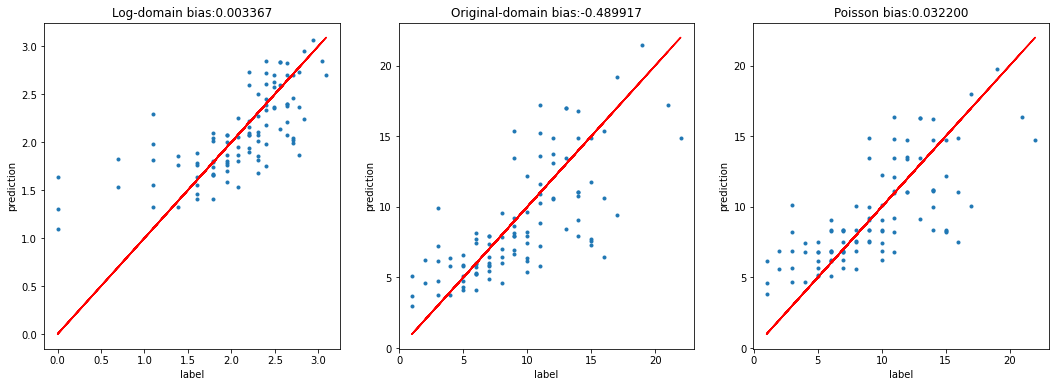 Log-domain bias:0.003367
prediction
3.0
2.5
2.0
1.5
1.0
0.5
0.0
0.0 0.5 1.0 1.5 2.0 2.5 3.0
label
Original-domain bias:-0.489917
prediction
20
15
10
5
0
0 5 10 15 20
label
Poisson bias:0.032200
prediction
20
15
10
5
0
0 5 10 15 20
label